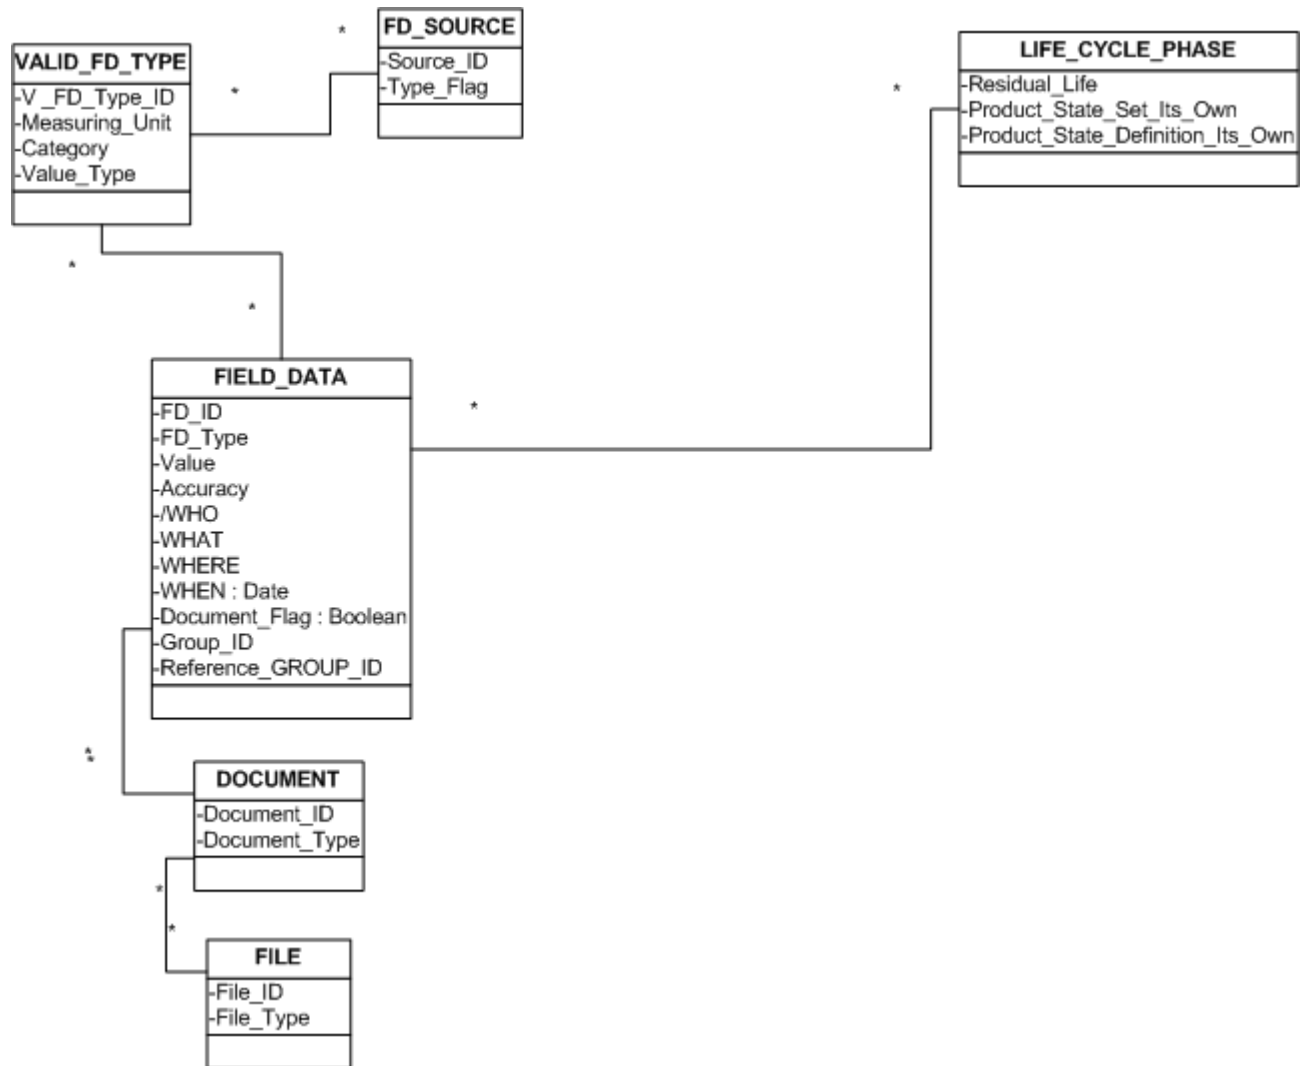 VALID_FD_TYPE
-V _FD_Type_ID
-Measuring_Unit
-Category
-Value_Type
*
*
FD_SOURCE
-Source_ID
-Type_Flag
*
*
LIFE_CYCLE_PHASE
-Residual_Life
-Product_State_Set_Its_Own
-Product_State_Definition_Its_Own
*
*
FIELD_DATA
-FD_ID
-FD_Type
-Value
-Accuracy
-/WHO
-WHAT
-WHERE
-WHEN : Date
-Document_Flag : Boolean
-Group_ID
-Reference_GROUP_ID
*
*
DOCUMENT
-Document_ID
-Document_Type
*
*
FILE
-File_ID
-File_Type